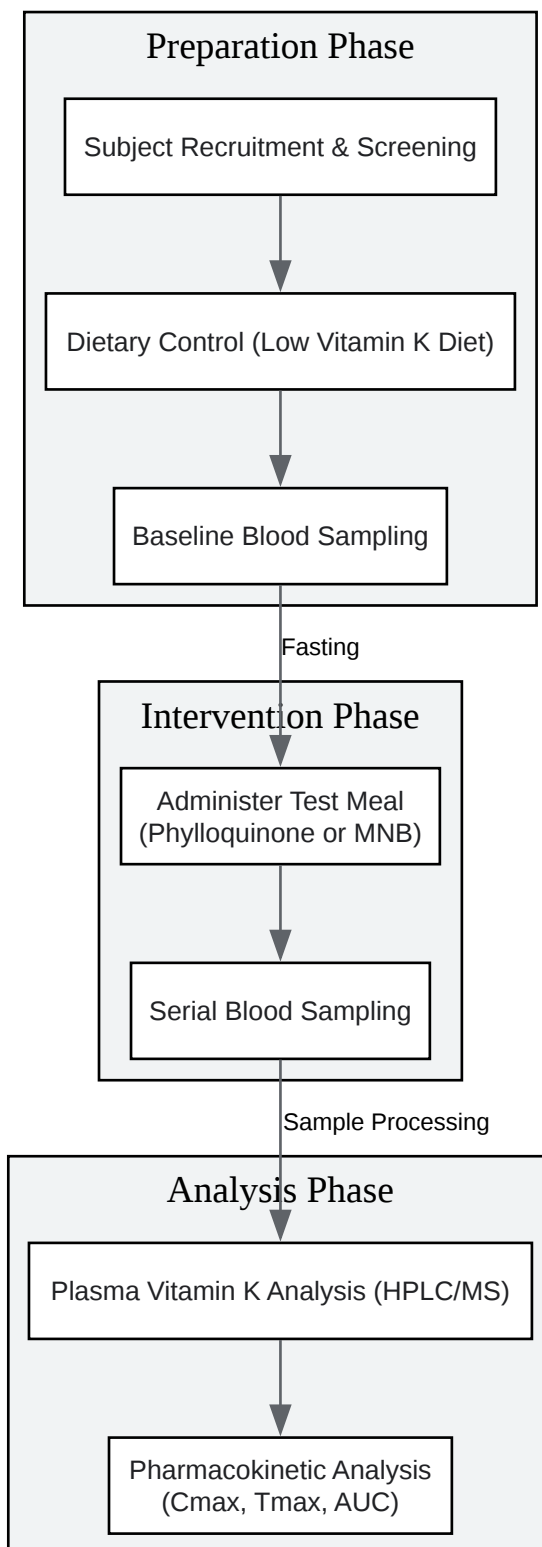 Preparation Phase
Subject Recruitment & Screening
Dietary Control (Low Vitamin K Diet)
Baseline Blood Sampling
Fasting
Intervention Phase
Administer Test Meal
(Phylloquinone or MNB)
Serial Blood Sampling
Sample Processing
Analysis Phase
Plasma Vitamin K Analysis (HPLC/MS)
Pharmacokinetic Analysis
(Cmax, Tmax, AUC)